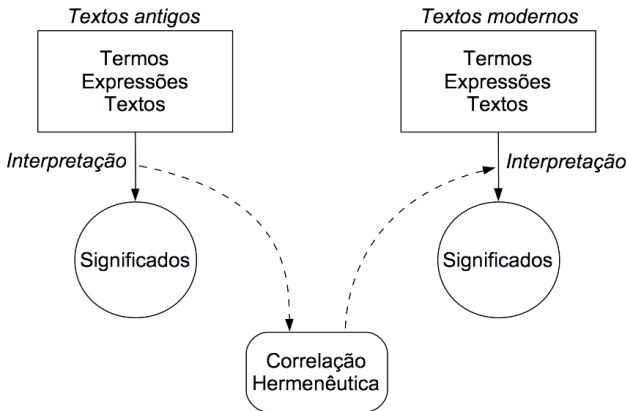 Textos antigos
Termos
Expressões
Textos
Interpretação
Significados
Textos modernos
Termos
Expressões
Textos
Interpretação
Significados
Correlação
Hermenêutica